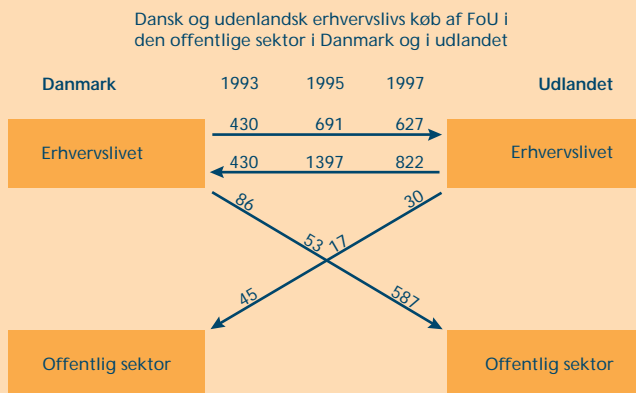 Dansk og udenlandsk erhvervslivs køb af FoU i
den offentlige sektor i Danmark og i udlandet
Danmark 1993 1995 1997 Udlandet
430 691 627
Erhvervslivet Erhvervslivet
430 1397 822
86 30
53 17
45 587
Offentlig sektor Offentlig sektor